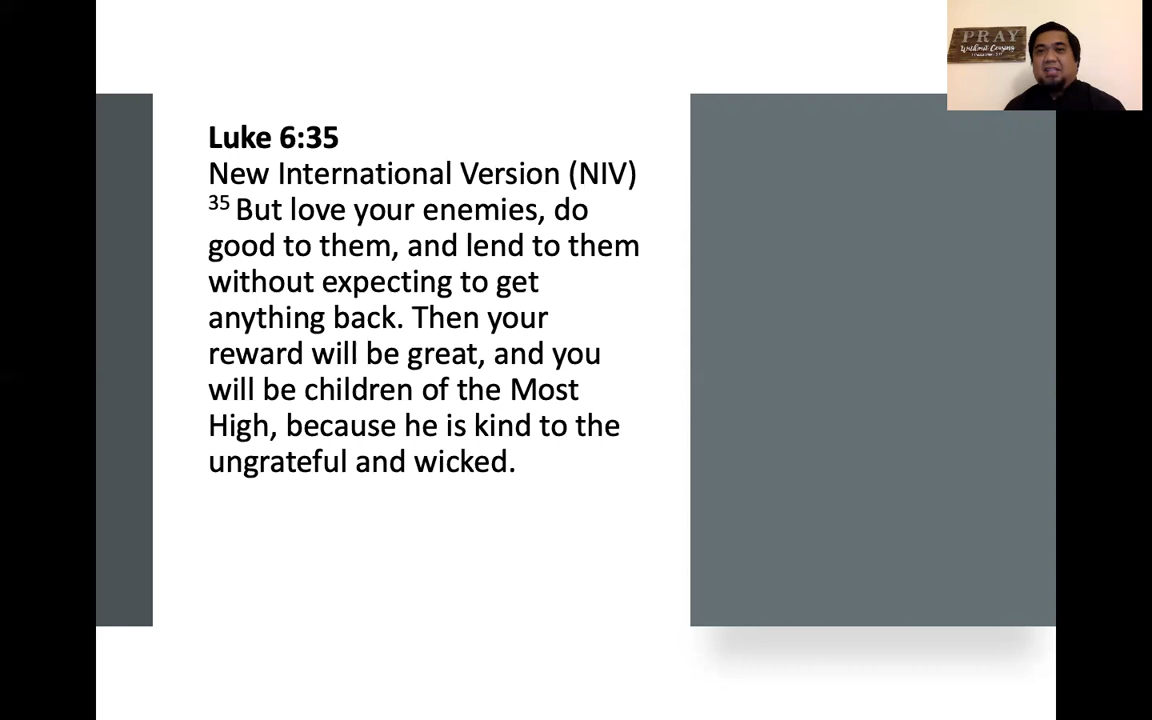 PRAY
Without Ceasing
Luke 6:35
New International Version (NIV)
35 But love your enemies, do
good to them, and lend to them
without expecting to get
anything back. Then your
reward will be great, and you
will be children of the Most
High, because he is kind to the
ungrateful and wicked.